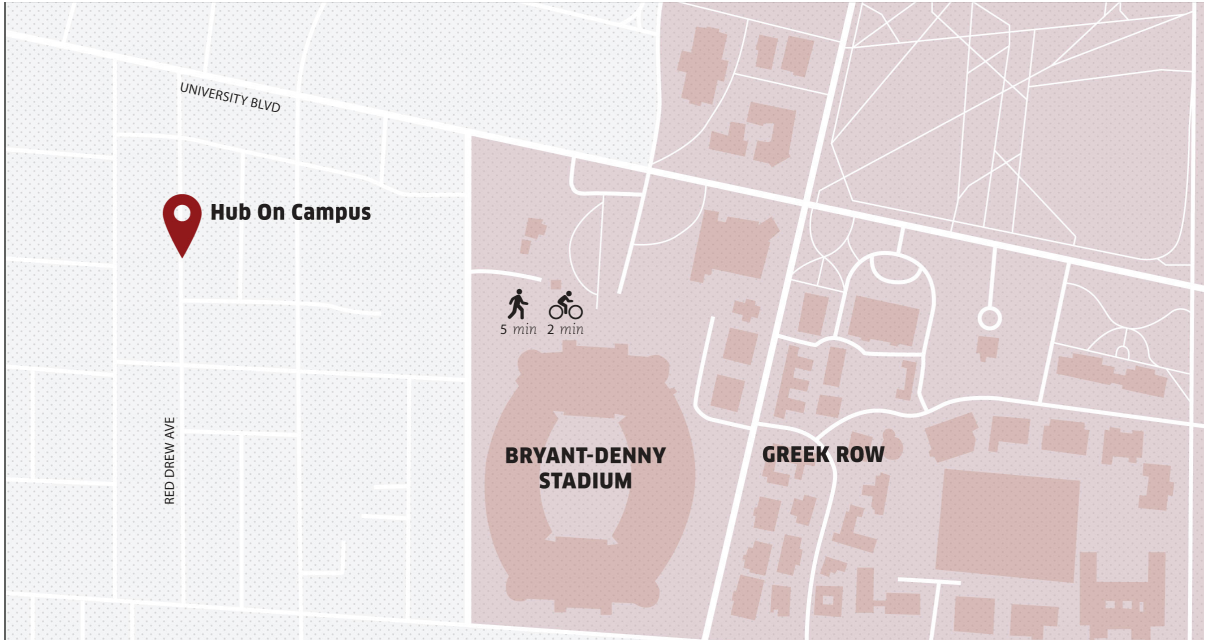 UNIVERSITY BLVD
Hub On Campus
5 min 2 min
RED DREW AVE
BRYANT-DENNY
STADIUM
GREEK ROW